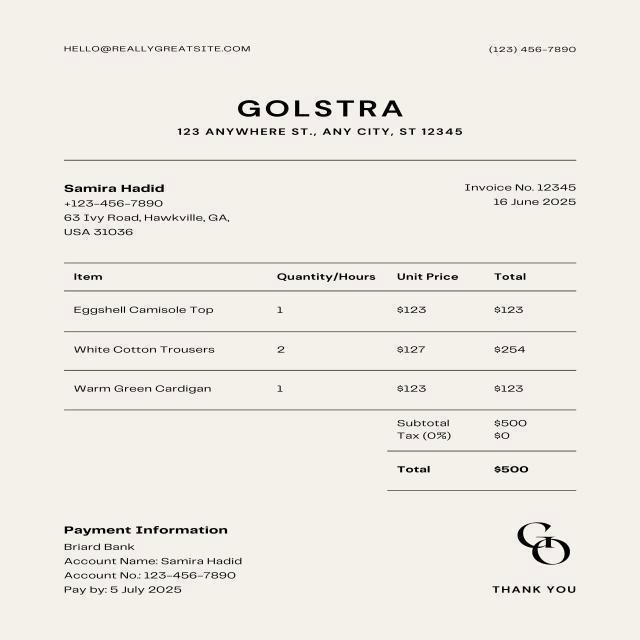 HELLO@REALLYGREATSITE.COM (123) 456-7890
GOLSTRA
123 ANYWHERE ST., ANY CITY, ST 12345
Samira Hadid Invoice No. 12345
+123-456-7890 16 June 2025
63 Ivy Road, Hawkville, GA,
USA 31036
Item Quantity/Hours Unit Price Total
Eggshell Camisole Top 1 $123 $123
White Cotton Trousers 2 $127 $254
Warm Green Cardigan 1 $123 $123
Subtotal $500
Tax (0%) $0
Total $500
Payment Information
Briard Bank
Account Name: Samira Hadid
Account No.: 123-456-7890
Pay by: 5 July 2025
GO
THANK YOU